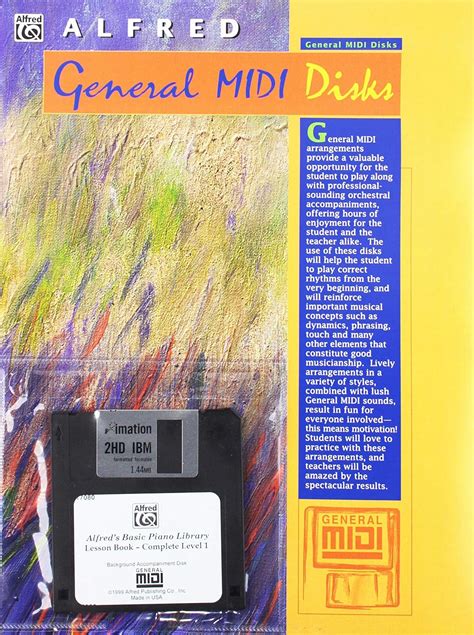 Alfred
ALFRED
General MIDI Disks
General MIDI Disks
General MIDI
arrangements
provide a valuable
opportunity for the
student to play along
with professional-
sounding orchestral
accompaniments,
offering hours of
enjoyment for the
student and the
teacher alike. The
use of these disks
will help the student
to play correct
rhythms from the
very beginning, and
will reinforce
important musical
concepts such as
dynamics, phrasing,
touch and many
other elements that
constitute good
musicianship. Lively
arrangements in a
variety of styles,
combined with lush
General MIDI sounds,
result in fun for
everyone involved—
this means motivation!
Students will love to
practice with these
arrangements, and
teachers will be
amazed by the
spectacular results.
imation
2HD IBM
formatted
1.44MB
Alfred
Alfred's Basic Piano Library
Lesson Book – Complete Level 1
Background Accompaniment Disk
GENERAL
MIDI
©1999 Alfred Publishing Co., Inc.
Made in USA
GENERAL
MIDI